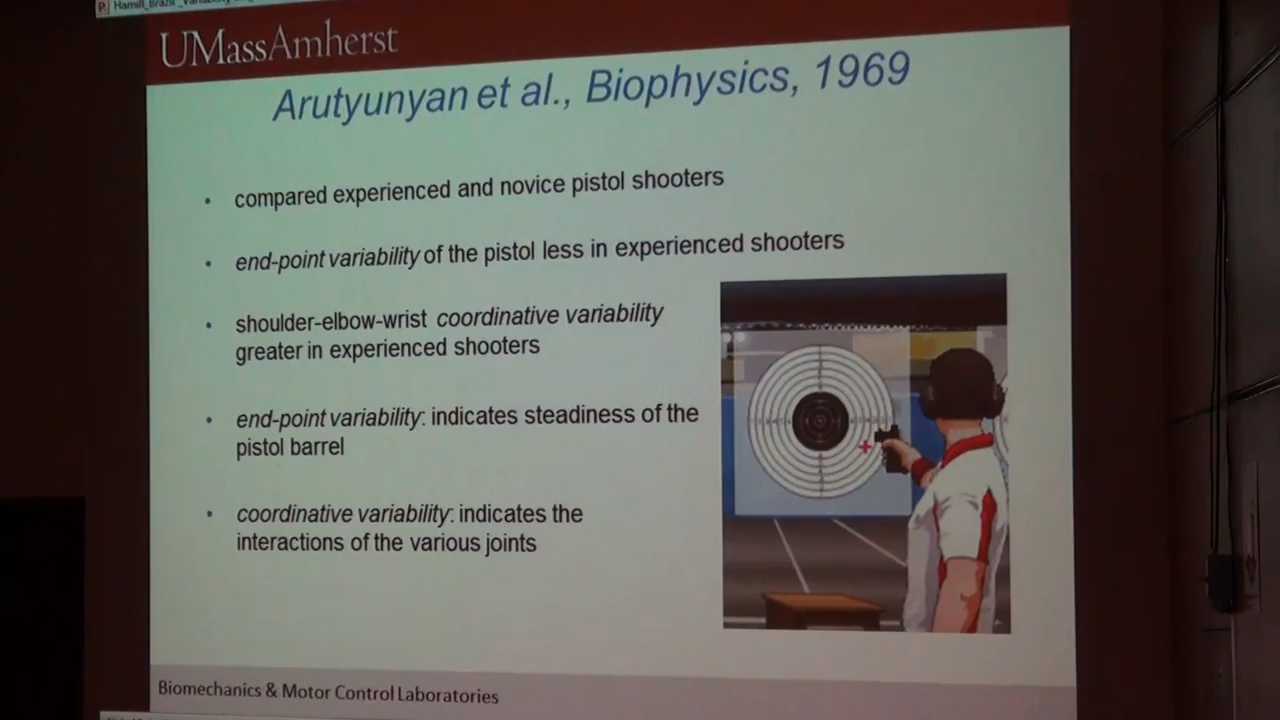 Hamill_Brazil_Variability
UMassAmherst
Arutyunyan et al., Biophysics, 1969
• compared experienced and novice pistol shooters
• end-point variability of the pistol less in experienced shooters
• shoulder-elbow-wrist coordinative variability
greater in experienced shooters
• end-point variability: indicates steadiness of the
pistol barrel
• coordinative variability: indicates the
interactions of the various joints
Biomechanics & Motor Control Laboratories